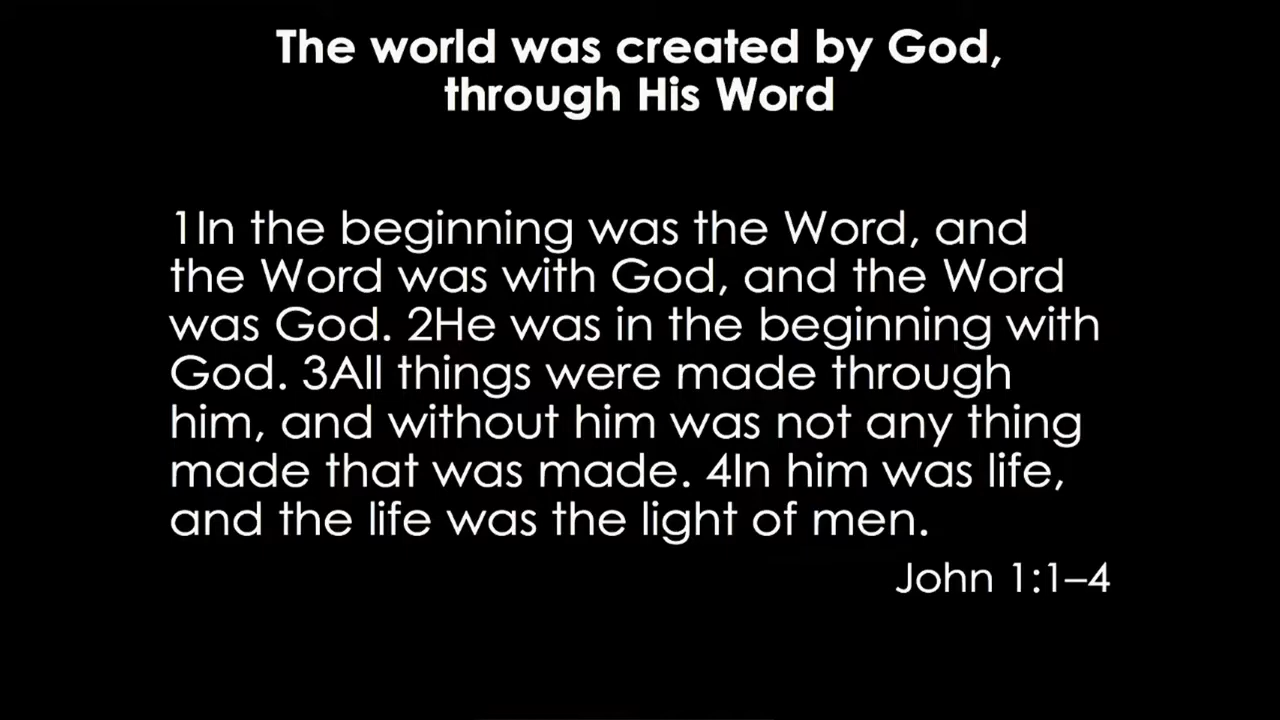 The world was created by God,
through His Word
1In the beginning was the Word, and
the Word was with God, and the Word
was God. 2He was in the beginning with
God. 3All things were made through
him, and without him was not any thing
made that was made. 4In him was life,
and the life was the light of men.
John 1:1–4